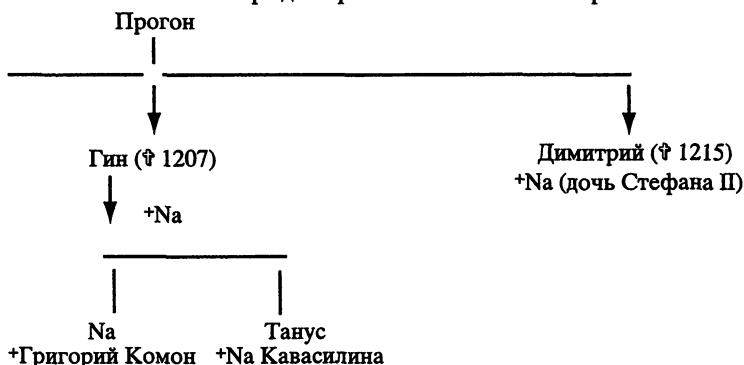 Прогон
Гин (✞ 1207)
Димитрий (✞ 1215)
+Na (дочь Стефана II)
+Na
Na
Танус
+Григорий Комон
+Na Кавасилина